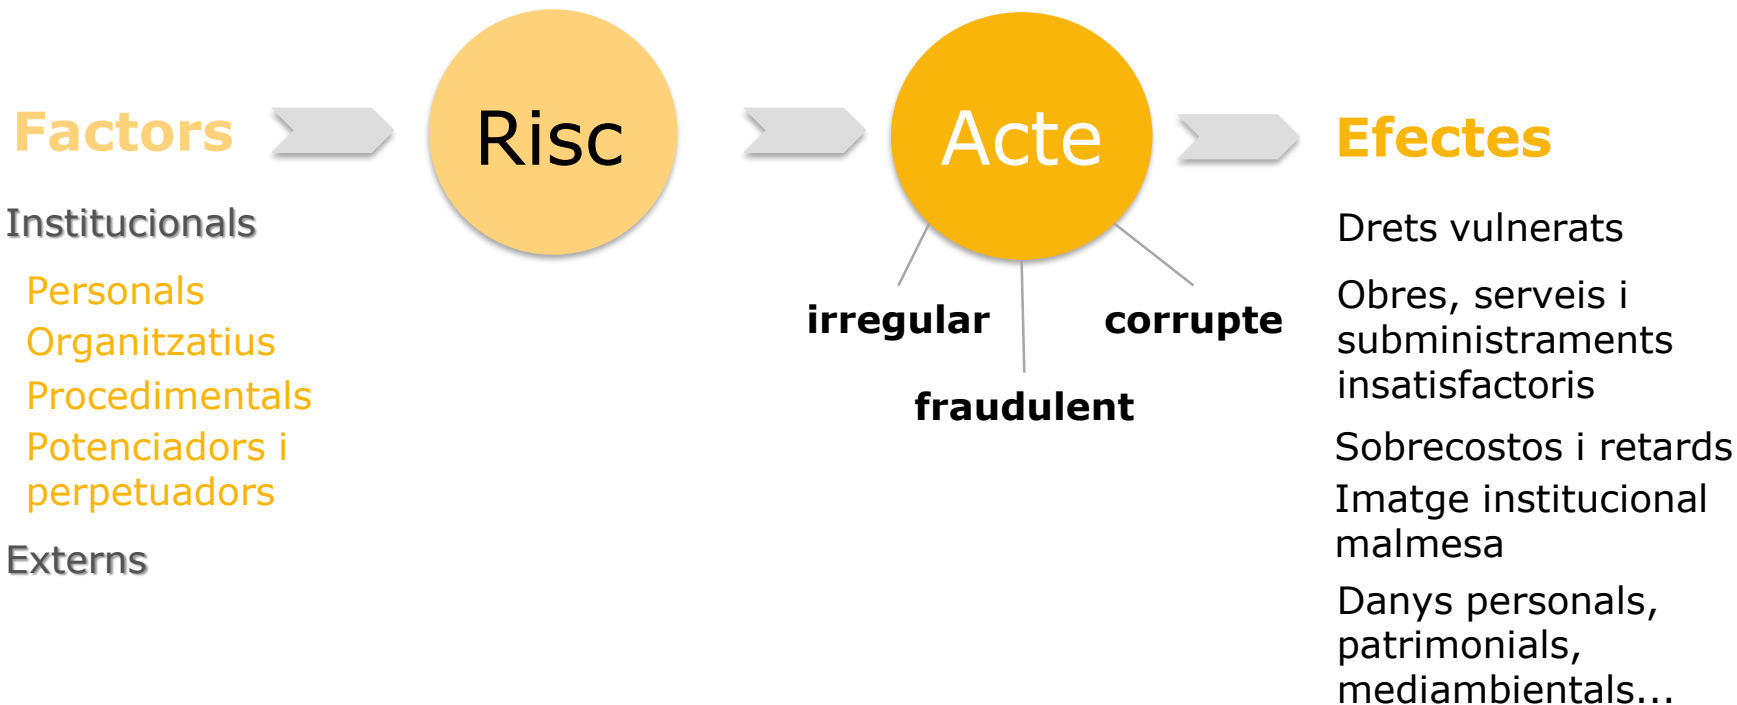 Factors
Risc
Acte
Efectes
Institucionals
Personals
Organitzatius
Procedimentals
Potenciadors i
perpetuadors
Externs
irregular
fraudulent
corrupte
Drets vulnerats
Obres, serveis i
subministraments
insatisfactoris
Sobrecostos i retards
Imatge institucional
malmesa
Danys personals,
patrimonials,
mediambientals...